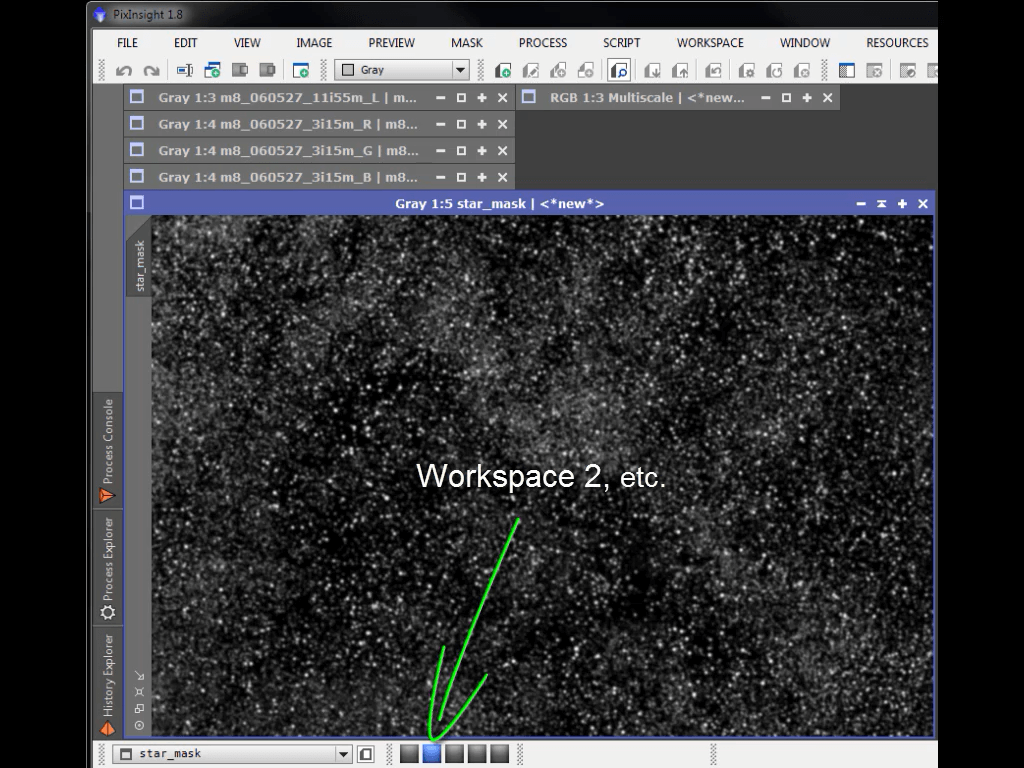 PixInsight 1.8
FILE EDIT VIEW IMAGE PREVIEW MASK PROCESS SCRIPT WORKSPACE WINDOW RESOURCES
Gray
Gray 1:3 m8_060527_11i55m_L | m...
RGB 1:3 Multiscale | <*new...
Gray 1:4 m8_060527_3i15m_R | m8...
Gray 1:4 m8_060527_3i15m_G | m8...
Gray 1:4 m8_060527_3i15m_B | m8...
Gray 1:5 star_mask | <*new*>
star_mask
Process Console
Process Explorer
History Explorer
Workspace 2, etc.
star_mask